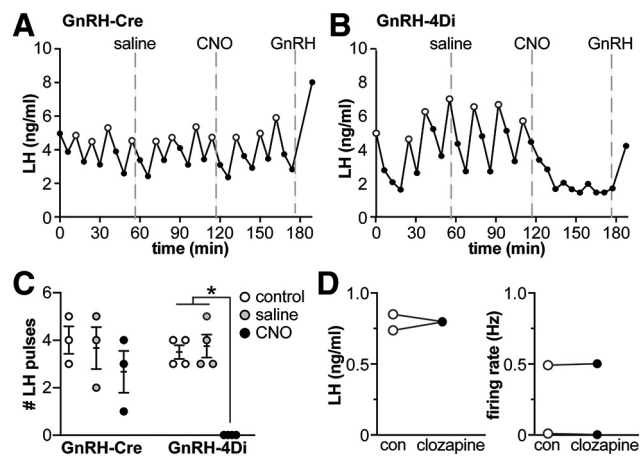 A GnRH-Cre
saline CNO GnRH
10
8
6
4
2
0
LH (ng/ml)
0 30 60 90 120 150 180
time (min)
B GnRH-4Di
saline CNO GnRH
10
8
6
4
2
0
LH (ng/ml)
0 30 60 90 120 150 180
time (min)
C
6
4
2
0
# LH pulses
*
control
saline
CNO
GnRH-Cre GnRH-4Di
D
1.0
0.5
0
LH (ng/ml)
con clozapine
1.0
0.5
0
firing rate (Hz)
con clozapine